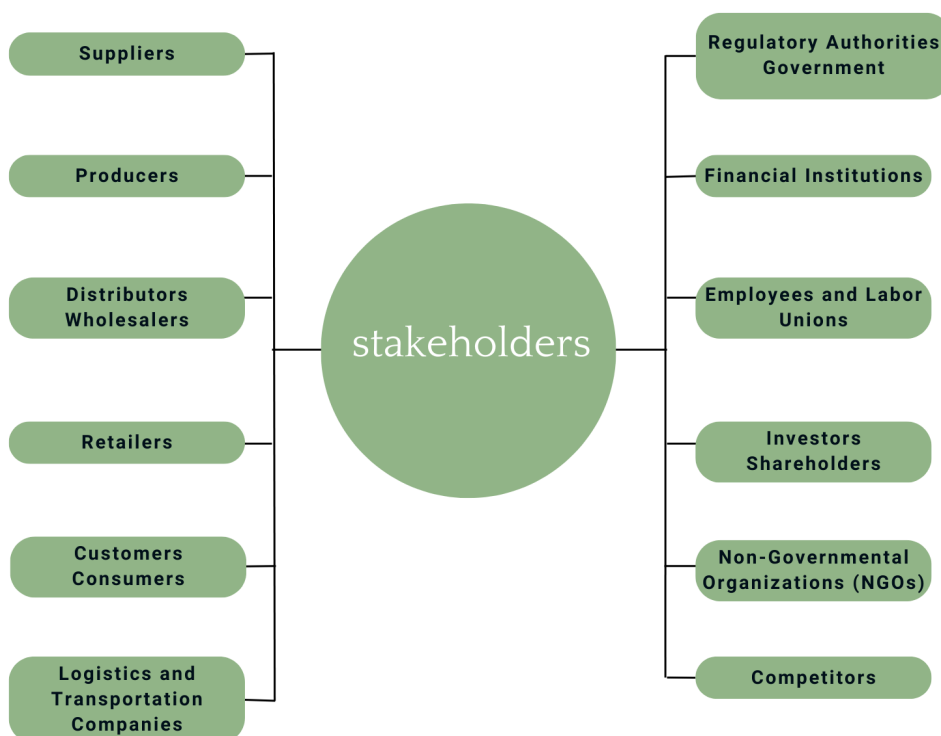 Suppliers
Producers
Distributors
Wholesalers
Retailers
Customers
Consumers
Logistics and
Transportation
Companies
stakeholders
Regulatory Authorities
Government
Financial Institutions
Employees and Labor
Unions
Investors
Shareholders
Non-Governmental
Organizations (NGOs)
Competitors